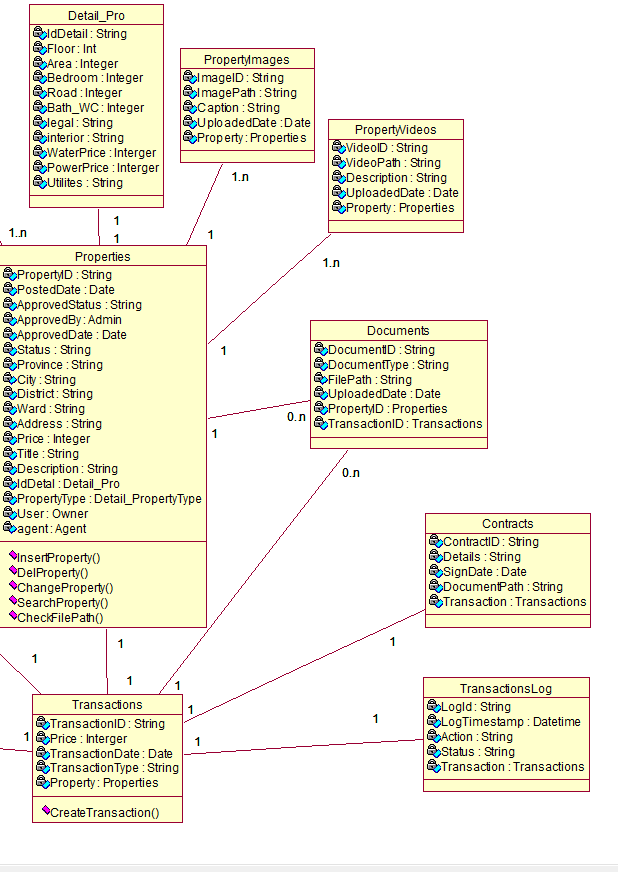 Detail_Pro
IdDetail : String
Floor : Int
Area : Integer
Bedroom : Integer
Road : Integer
Bath_WC : Integer
legal : String
interior : String
WaterPrice : Interger
PowerPrice : Interger
Utilites : String
PropertyImages
ImageID : String
ImagePath : String
Caption : String
UploadedDate : Date
Property : Properties
PropertyVideos
VideoID : String
VideoPath : String
Description : String
UploadedDate : Date
Property : Properties
1..n
1
1
1..n
1
1..n
1
Properties
PropertyID : String
PostedDate : Date
ApprovedStatus : String
ApprovedBy : Admin
ApprovedDate : Date
Status : String
Province : String
City : String
District : String
Ward : String
Address : String
Price : Integer
Title : String
Description : String
IdDetal : Detail_Pro
PropertyType : Detail_PropertyType
User : Owner
agent : Agent
InsertProperty()
DelProperty()
ChangeProperty()
SearchProperty()
CheckFilePath()
Documents
DocumentID : String
DocumentType : String
FilePath : String
UploadedDate : Date
PropertyID : Properties
TransactionID : Transactions
0..n
1
0..n
Contracts
ContractID : String
Details : String
SignDate : Date
DocumentPath : String
Transaction : Transactions
1
1
1
1
1
1
Transactions
TransactionID : String
Price : Interger
TransactionDate : Date
TransactionType : String
Property : Properties
CreateTransaction()
1
1
1
TransactionsLog
LogId : String
LogTimestamp : Datetime
Action : String
Status : String
Transaction : Transactions